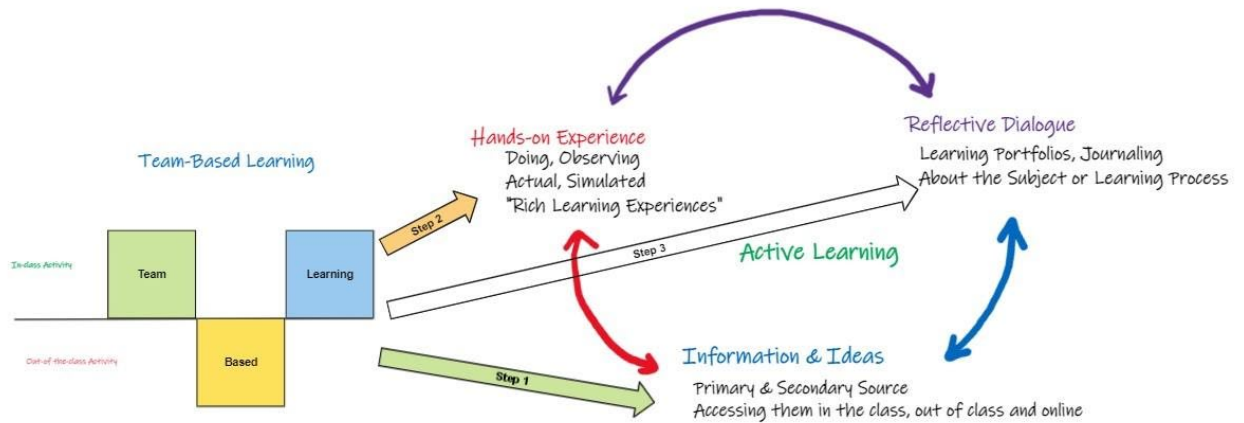 Team-Based Learning
In-class Activity
Team
Learning
Out-of-the-class Activity
Based
Step 2
Step 3
Step 1
Hands-on Experience
Doing, Observing
Actual, Simulated
"Rich Learning Experiences"
Reflective Dialogue
Learning Portfolios, Journaling
About the Subject or Learning Process
Active Learning
Information & Ideas
Primary & Secondary Source
Accessing them in the class, out of class and online